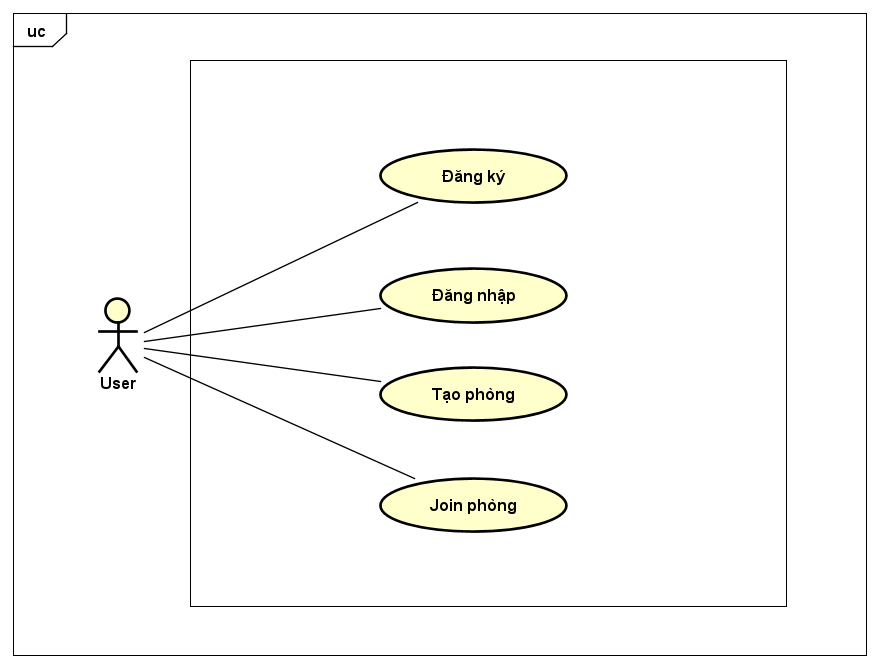 uc
Đăng ký
Đăng nhập
Tạo phòng
Join phòng
User